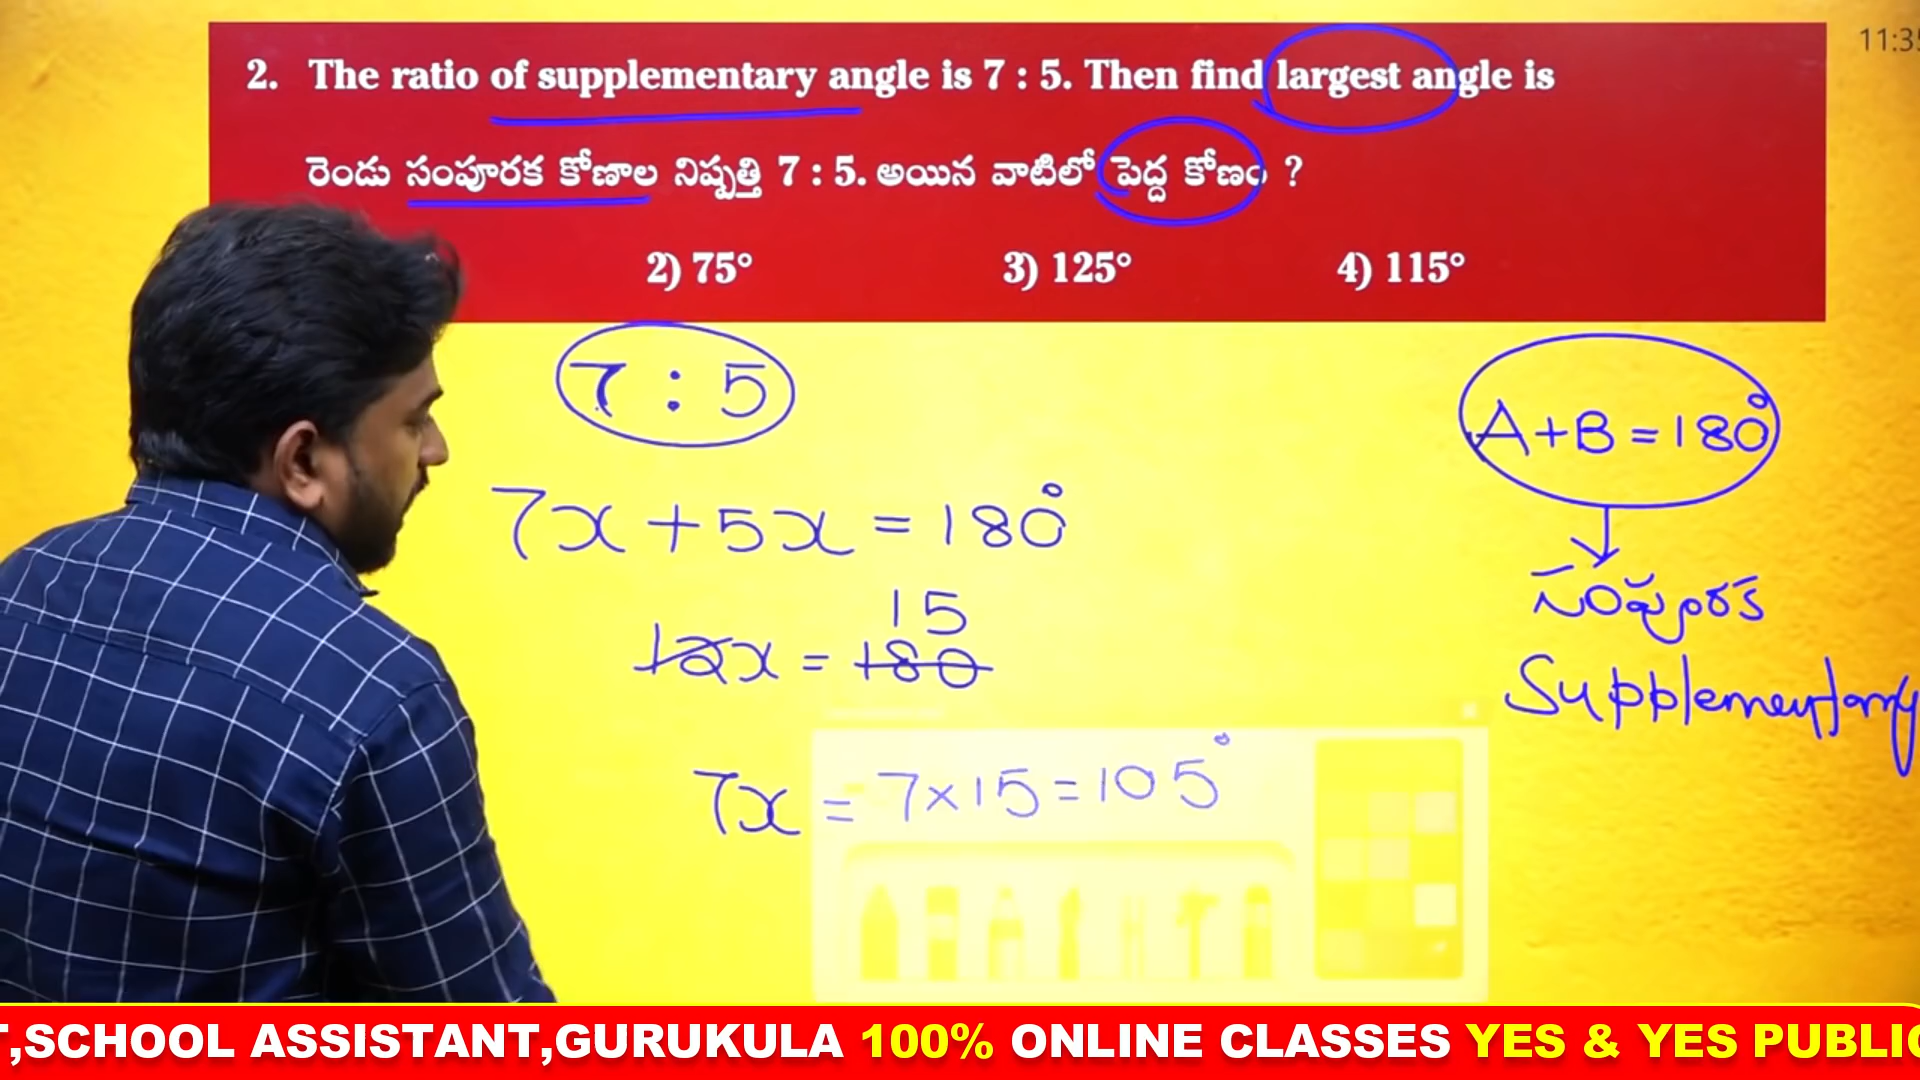 11:35
2. The ratio of supplementary angle is 7 : 5. Then find largest angle is
రెండు సంపూరక కోణాల నిష్పత్తి 7 : 5. అయిన వాటిలో పెద్ద కోణం ?
2) 75° 3) 125° 4) 115°
7 : 5
A+B=180°
7x+5x=180°
సంపూరక
15
12x=180
Supplementary
7x=7×15=105°
T,SCHOOL ASSISTANT,GURUKULA 100% ONLINE CLASSES YES & YES PUBLIC